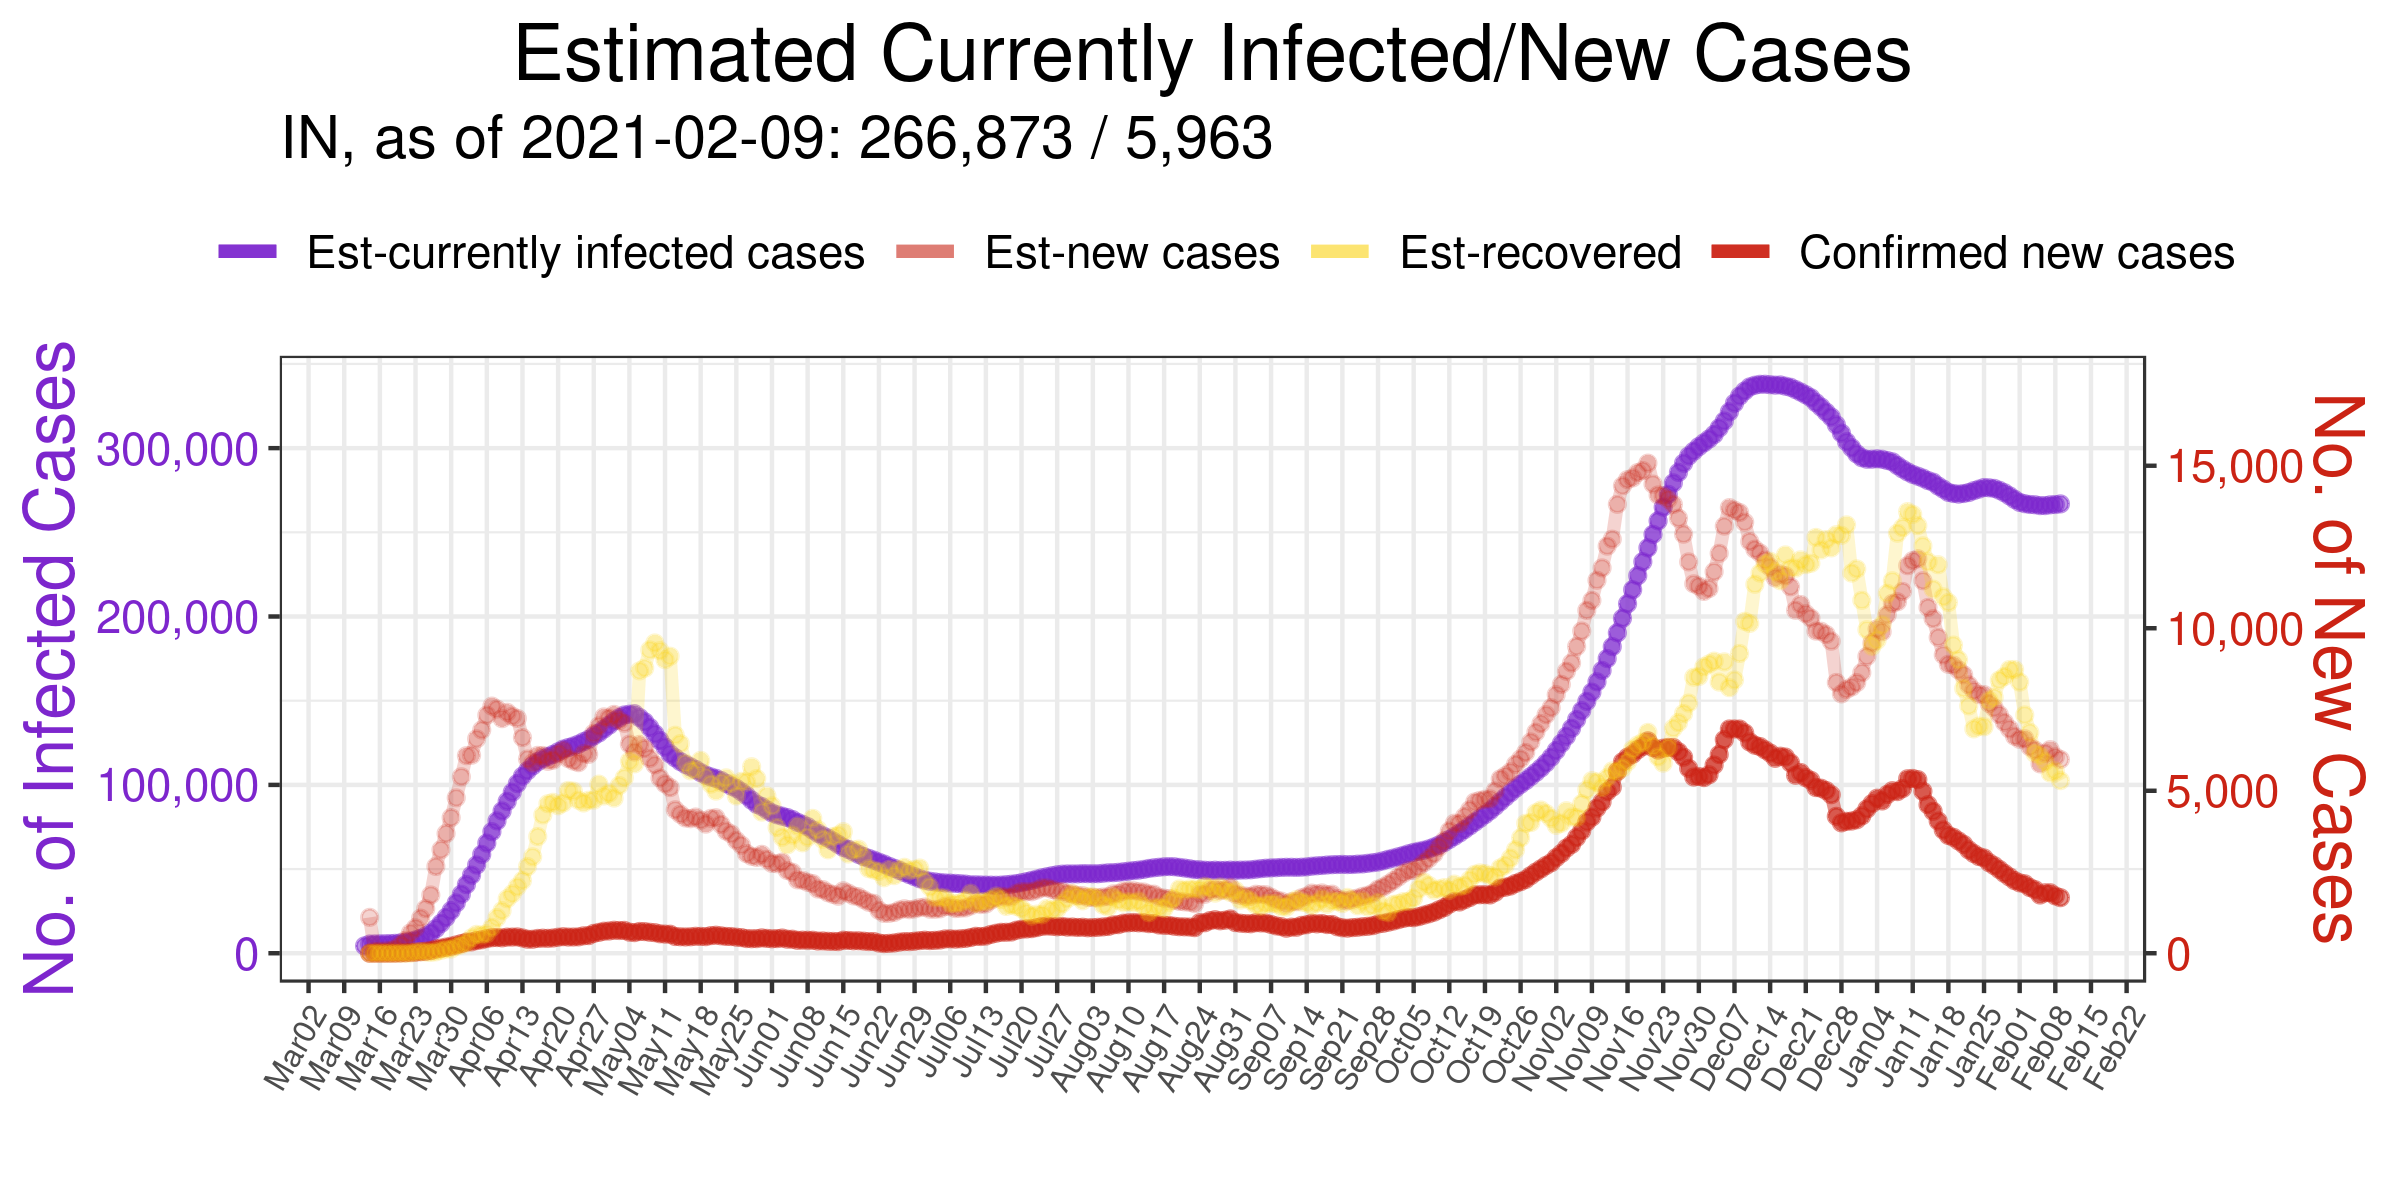 Estimated Currently Infected/New Cases
IN, as of 2021-02-09: 266,873 / 5,963
Est-currently infected cases Est-new cases Est-recovered Confirmed new cases
No. of Infected Cases
300,000
200,000
100,000
0
15,000
10,000
5,000
0
No. of New Cases
Mar02
Mar09
Mar16
Mar23
Mar30
Apr06
Apr13
Apr20
Apr27
May04
May11
May18
May25
Jun01
Jun08
Jun15
Jun22
Jun29
Jul06
Jul13
Jul20
Jul27
Aug03
Aug10
Aug17
Aug24
Aug31
Sep07
Sep14
Sep21
Sep28
Oct05
Oct12
Oct19
Oct26
Nov02
Nov09
Nov16
Nov23
Nov30
Dec07
Dec14
Dec21
Dec28
Jan04
Jan11
Jan18
Jan25
Feb01
Feb08
Feb15
Feb22